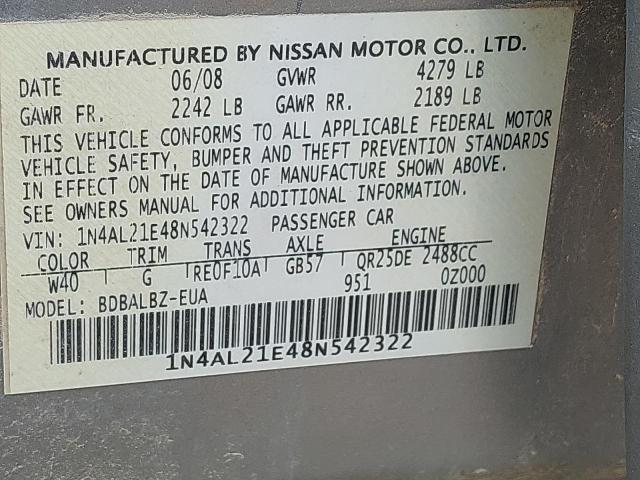 MANUFACTURED BY NISSAN MOTOR CO., LTD.
DATE 06/08 GVWR 4279 LB
GAWR FR. 2242 LB GAWR RR. 2189 LB
THIS VEHICLE CONFORMS TO ALL APPLICABLE FEDERAL MOTOR
VEHICLE SAFETY, BUMPER AND THEFT PREVENTION STANDARDS
IN EFFECT ON THE DATE OF MANUFACTURE SHOWN ABOVE.
SEE OWNERS MANUAL FOR ADDITIONAL INFORMATION.
VIN: 1N4AL21E48N542322 PASSENGER CAR
COLOR TRIM TRANS AXLE ENGINE
W40 G RE0F10A GB57 QR25DE 2488CC
951 0Z000
MODEL: BDBALBZ-EUA
1N4AL21E48N542322